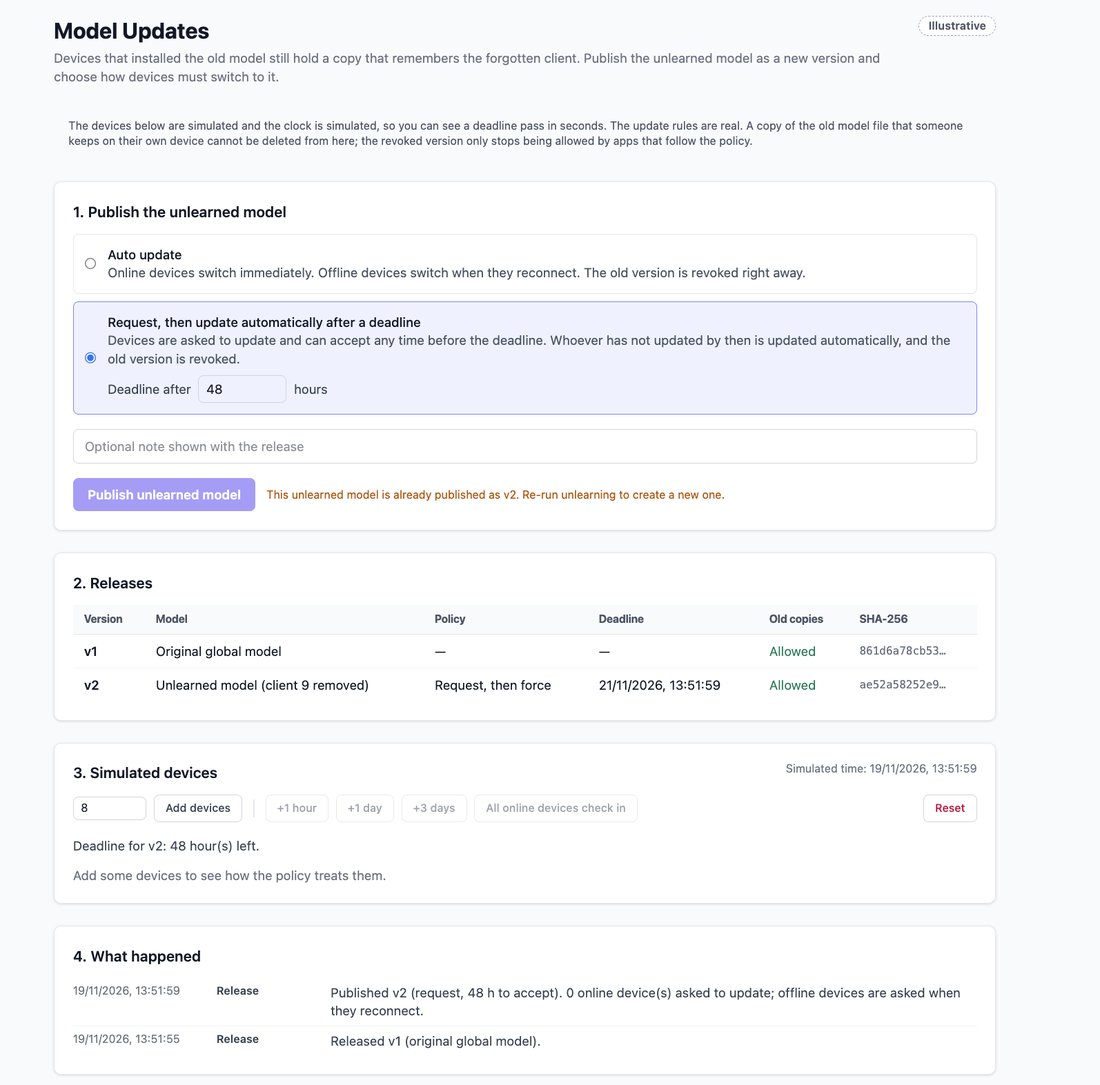 Model Updates
Illustrative
Devices that installed the old model still hold a copy that remembers the forgotten client. Publish the unlearned model as a new version and
choose how devices must switch to it.
The devices below are simulated and the clock is simulated, so you can see a deadline pass in seconds. The update rules are real. A copy of the old model file that someone
keeps on their own device cannot be deleted from here; the revoked version only stops being allowed by apps that follow the policy.
1. Publish the unlearned model
Auto update
Online devices switch immediately. Offline devices switch when they reconnect. The old version is revoked right away.
Request, then update automatically after a deadline
Devices are asked to update and can accept any time before the deadline. Whoever has not updated by then is updated automatically, and the
old version is revoked.
Deadline after 48 hours
Optional note shown with the release
Publish unlearned model This unlearned model is already published as v2. Re-run unlearning to create a new one.
2. Releases
Version Model Policy Deadline Old copies SHA-256
v1 Original global model — — Allowed 861d6a78cb53…
v2 Unlearned model (client 9 removed) Request, then force 21/11/2026, 13:51:59 Allowed ae52a58252e9…
3. Simulated devices
Simulated time: 19/11/2026, 13:51:59
8 Add devices +1 hour +1 day +3 days All online devices check in Reset
Deadline for v2: 48 hour(s) left.
Add some devices to see how the policy treats them.
4. What happened
19/11/2026, 13:51:59 Release Published v2 (request, 48 h to accept). 0 online device(s) asked to update; offline devices are asked when
they reconnect.
19/11/2026, 13:51:55 Release Released v1 (original global model).